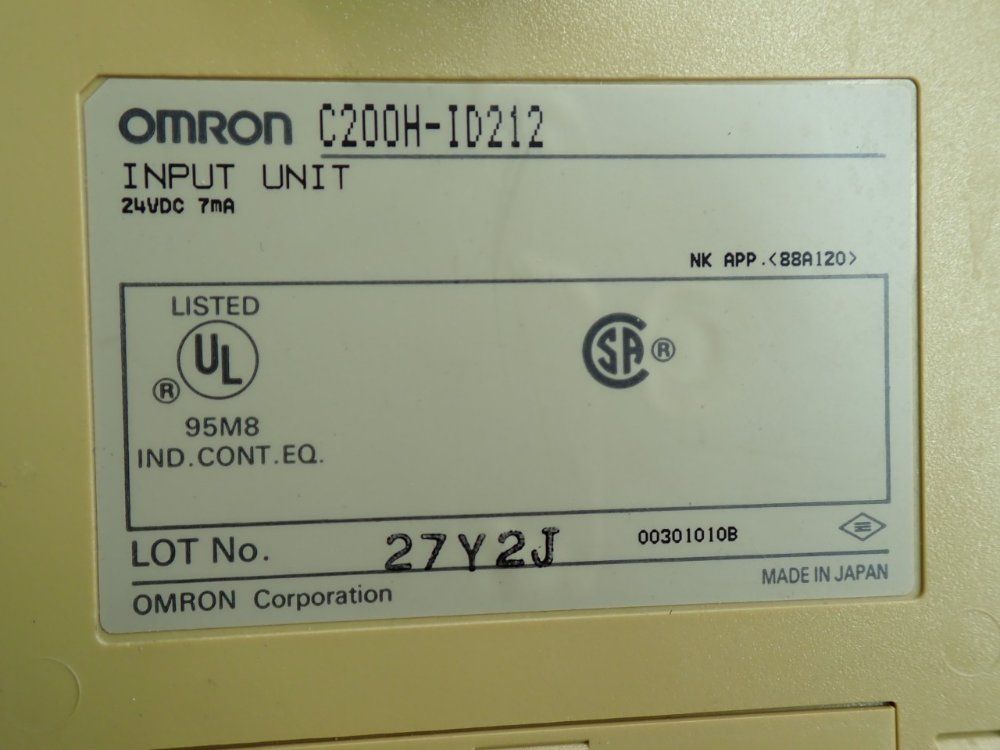 OMRON C200H-ID212
INPUT UNIT
24VDC 7mA
NK APP.<88A120>
LISTED
UL
®
95M8
IND.CONT.EQ.
SA ®
LOT No. 27Y2J 00301010B
MADE IN JAPAN
OMRON Corporation